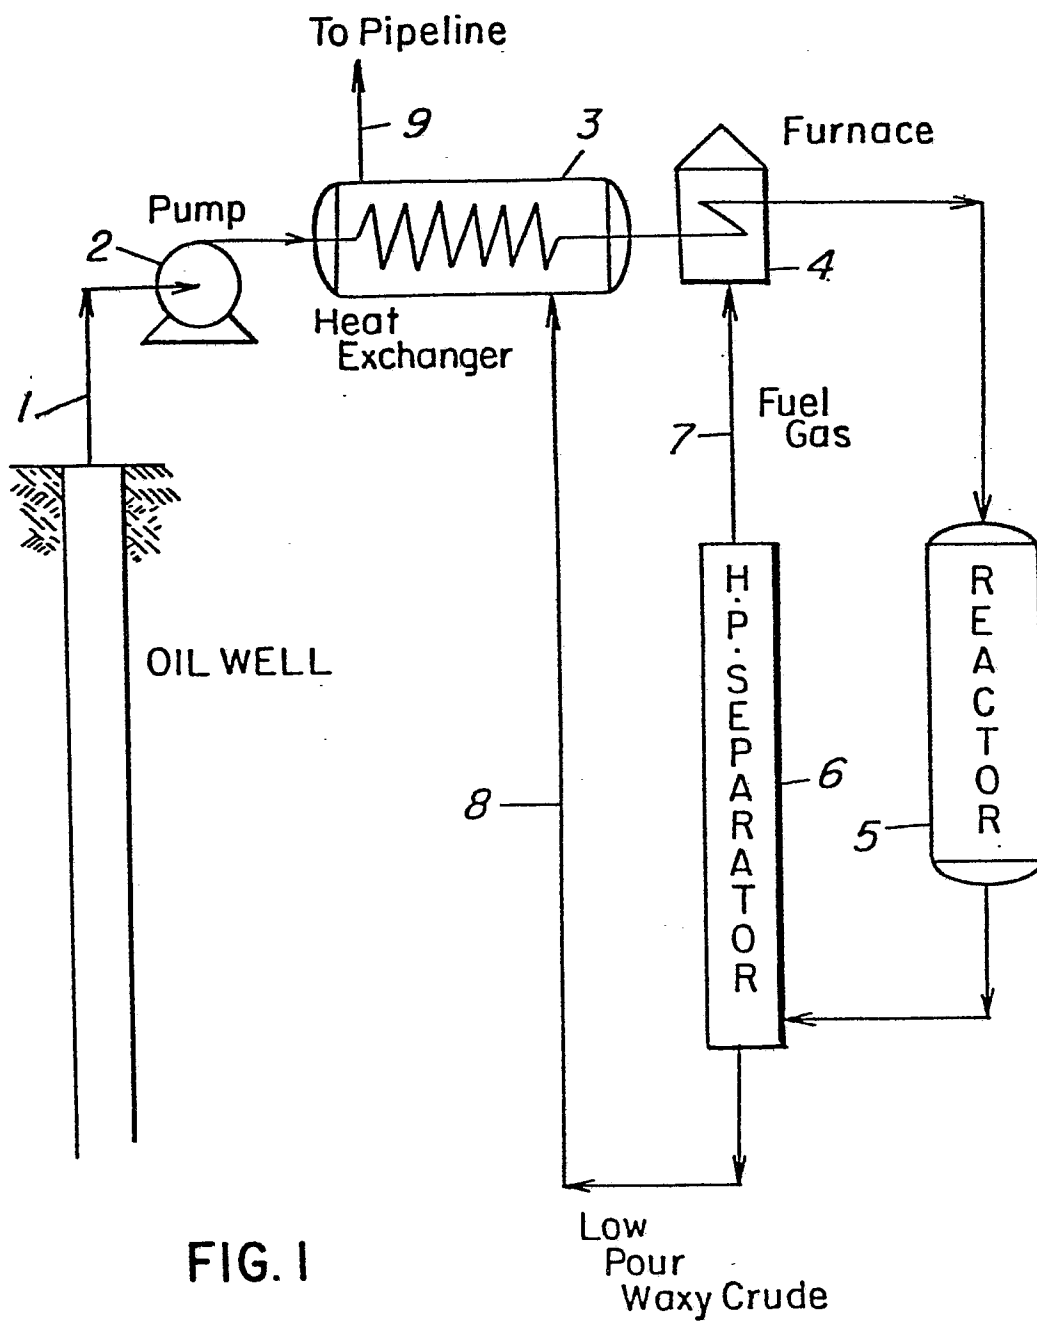 To Pipeline
9
3
Furnace
Pump
2
4
Heat
Exchanger
1
7
Fuel
Gas
H.P. SEPARATOR
REACTOR
OIL WELL
6
8
5
FIG. 1
Low
Pour
Waxy Crude